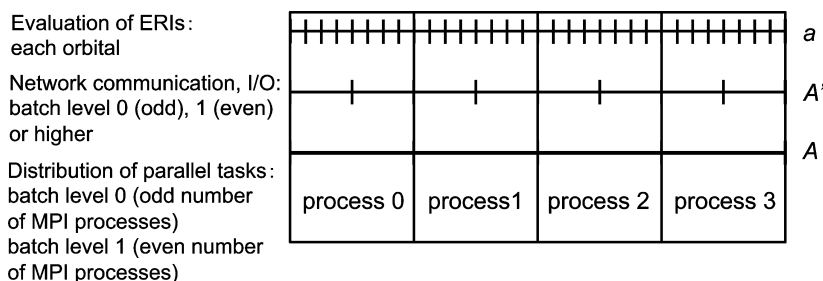 Evaluation of ERIs:
each orbital
a
Network communication, I/O:
batch level 0 (odd), 1 (even)
or higher
A'
A
Distribution of parallel tasks:
batch level 0 (odd number
of MPI processes)
batch level 1 (even number
of MPI processes)
process 0 process1 process 2 process 3